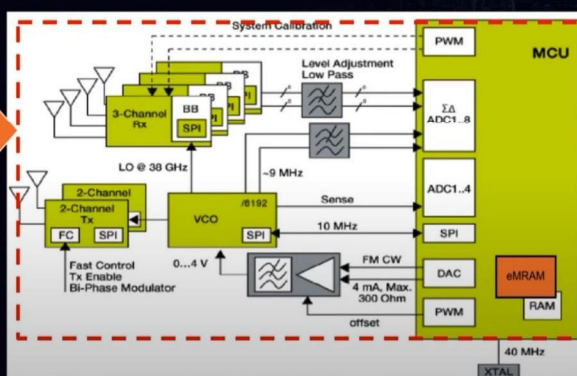 System Calibration
PWM
MCU
Level Adjustment
Low Pass
BB
BB
BB
3-Channel
Rx
BB
SPI
ΣΔ
ADC1..8
LO @ 38 GHz
~9 MHz
2-Channel
2-Channel
Tx
FC
SPI
/8192
VCO
SPI
Sense
ADC1..4
10 MHz
SPI
Fast Control
Tx Enable
Bi-Phase Modulator
0...4 V
FM CW
4 mA, Max.
300 Ohm
DAC
eMRAM
RAM
offset
PWM
40 MHz
XTAL